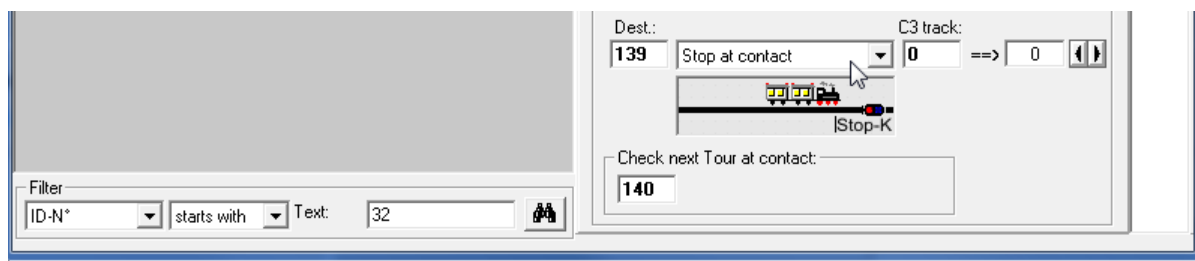 Dest.: C3 track:
139 Stop at contact 0 ==> 0
Stop-K
Check next Tour at contact:
140
Filter
ID-N° starts with Text: 32